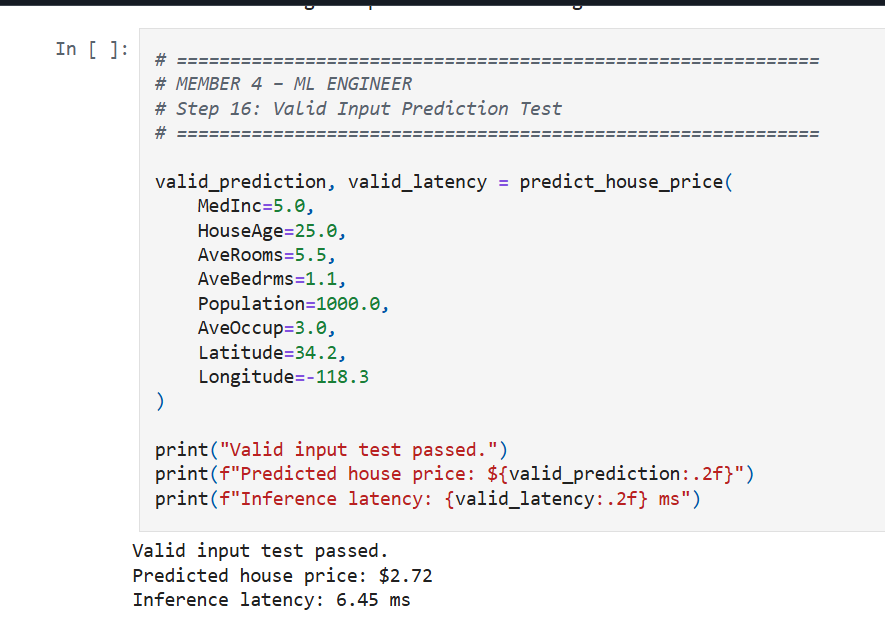 In [ ]:
# ============================================================
# MEMBER 4 – ML ENGINEER
# Step 16: Valid Input Prediction Test
# ============================================================
valid_prediction, valid_latency = predict_house_price(
    MedInc=5.0,
    HouseAge=25.0,
    AveRooms=5.5,
    AveBedrms=1.1,
    Population=1000.0,
    AveOccup=3.0,
    Latitude=34.2,
    Longitude=-118.3
)
print("Valid input test passed.")
print(f"Predicted house price: ${valid_prediction:.2f}")
print(f"Inference latency: {valid_latency:.2f} ms")
Valid input test passed.
Predicted house price: $2.72
Inference latency: 6.45 ms